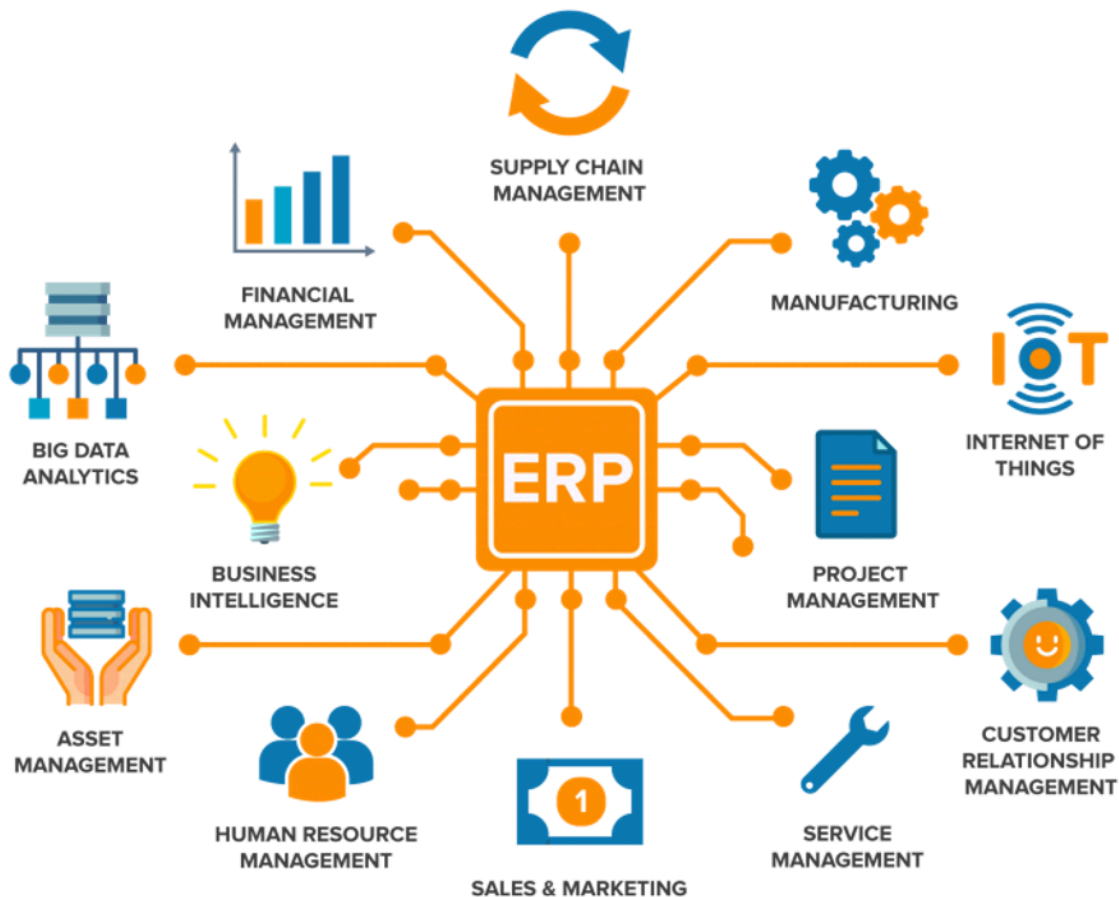 SUPPLY CHAIN
MANAGEMENT
FINANCIAL
MANAGEMENT
MANUFACTURING
BIG DATA
ANALYTICS
IOT
INTERNET OF
THINGS
ERP
BUSINESS
INTELLIGENCE
PROJECT
MANAGEMENT
ASSET
MANAGEMENT
CUSTOMER
RELATIONSHIP
MANAGEMENT
HUMAN RESOURCE
MANAGEMENT
1
SALES & MARKETING
SERVICE
MANAGEMENT